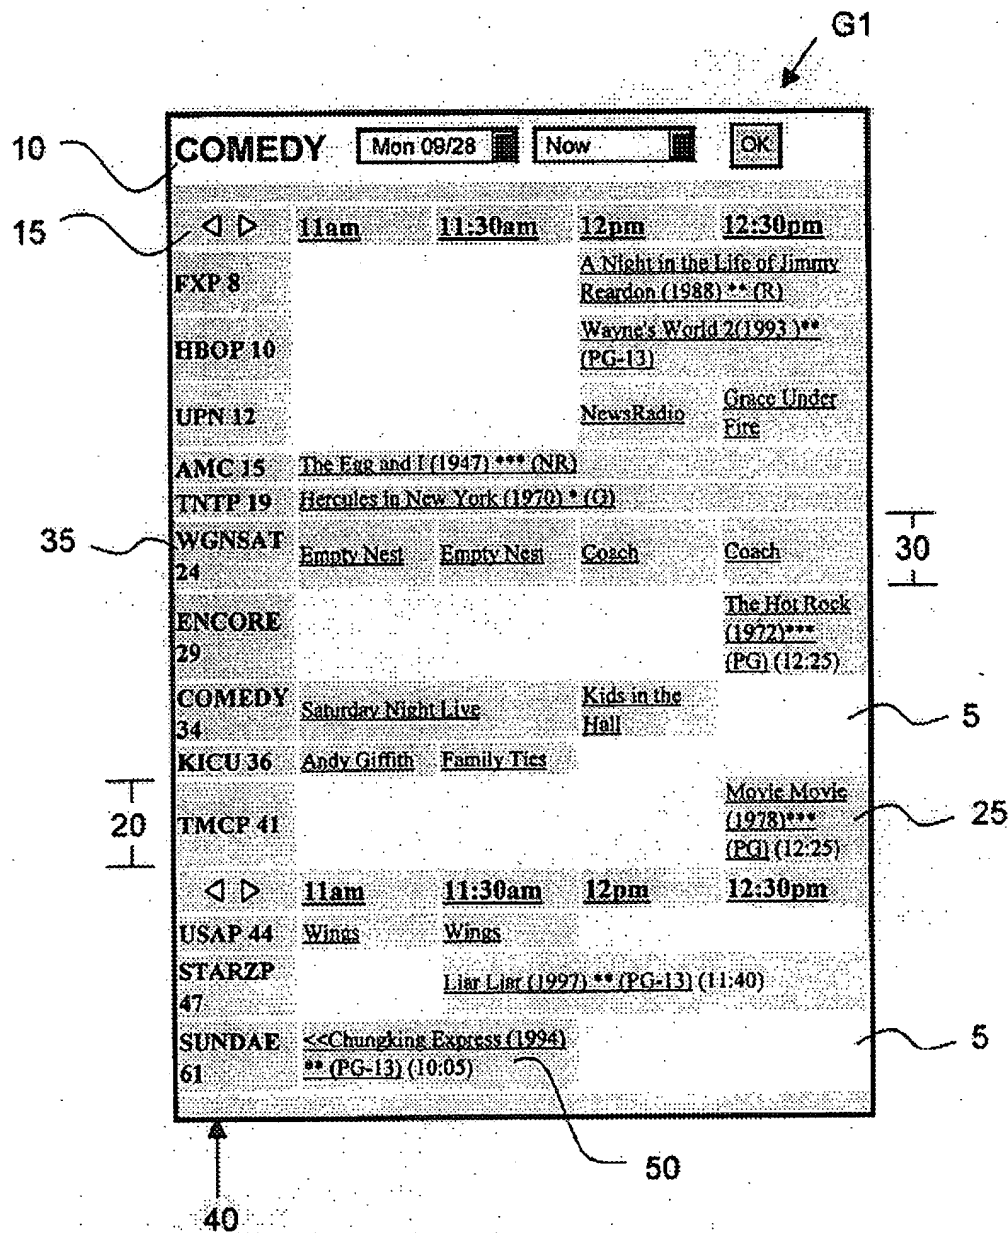 G1
10
COMEDY Mon 09/28 Now OK
15
11am 11:30am 12pm 12:30pm
FXP 8
A Night in the Life of Jimmy
Reardon (1988) ** (R)
HBOP 10
Wayne's World 2(1993 )**
(PG-13)
UPN 12
NewsRadio
Grace Under
Fire
AMC 15 The Egg and I (1947) *** (NR)
TNTP 19 Hercules in New York (1970) * (G)
35
WGNSAT
24
Empty Nest Empty Nest Coach Coach
30
ENCORE
29
The Hot Rock
(1972)***
(PG) (12:25)
COMEDY
34
Saturday Night Live
Kids in the
Hall
5
KICU 36 Andy Giffith Family Ties
20
TMCP 41
Movie Movie
(1978)***
(PG) (12:25)
25
11am 11:30am 12pm 12:30pm
USAP 44 Wings Wings
STARZP
47
Liar Liar (1997) ** (PG-13) (11:40)
SUNDAE
61
<<Chungking Express (1994)
** (PG-13) (10:05)
5
50
40